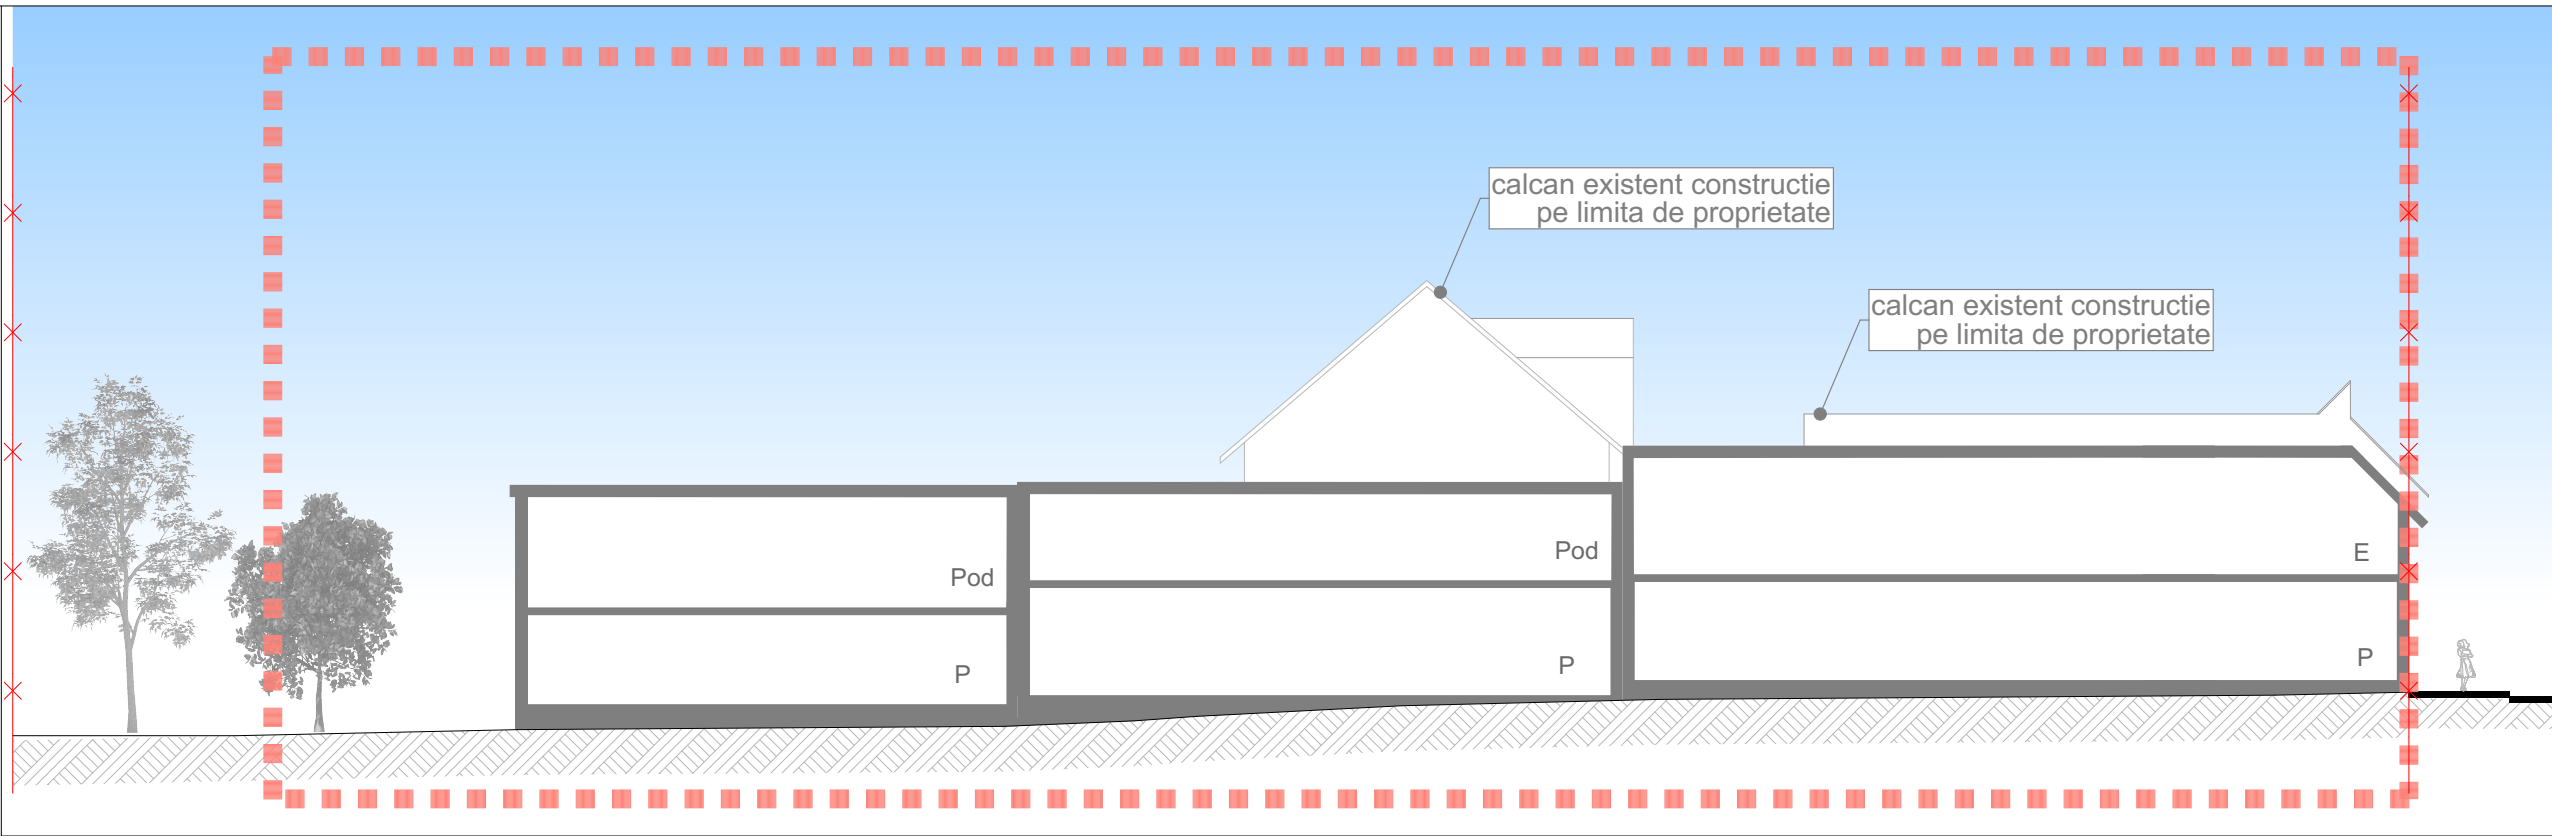 calcan existent constructie
pe limita de proprietate
calcan existent constructie
pe limita de proprietate
Pod
Pod
E
P
P
P